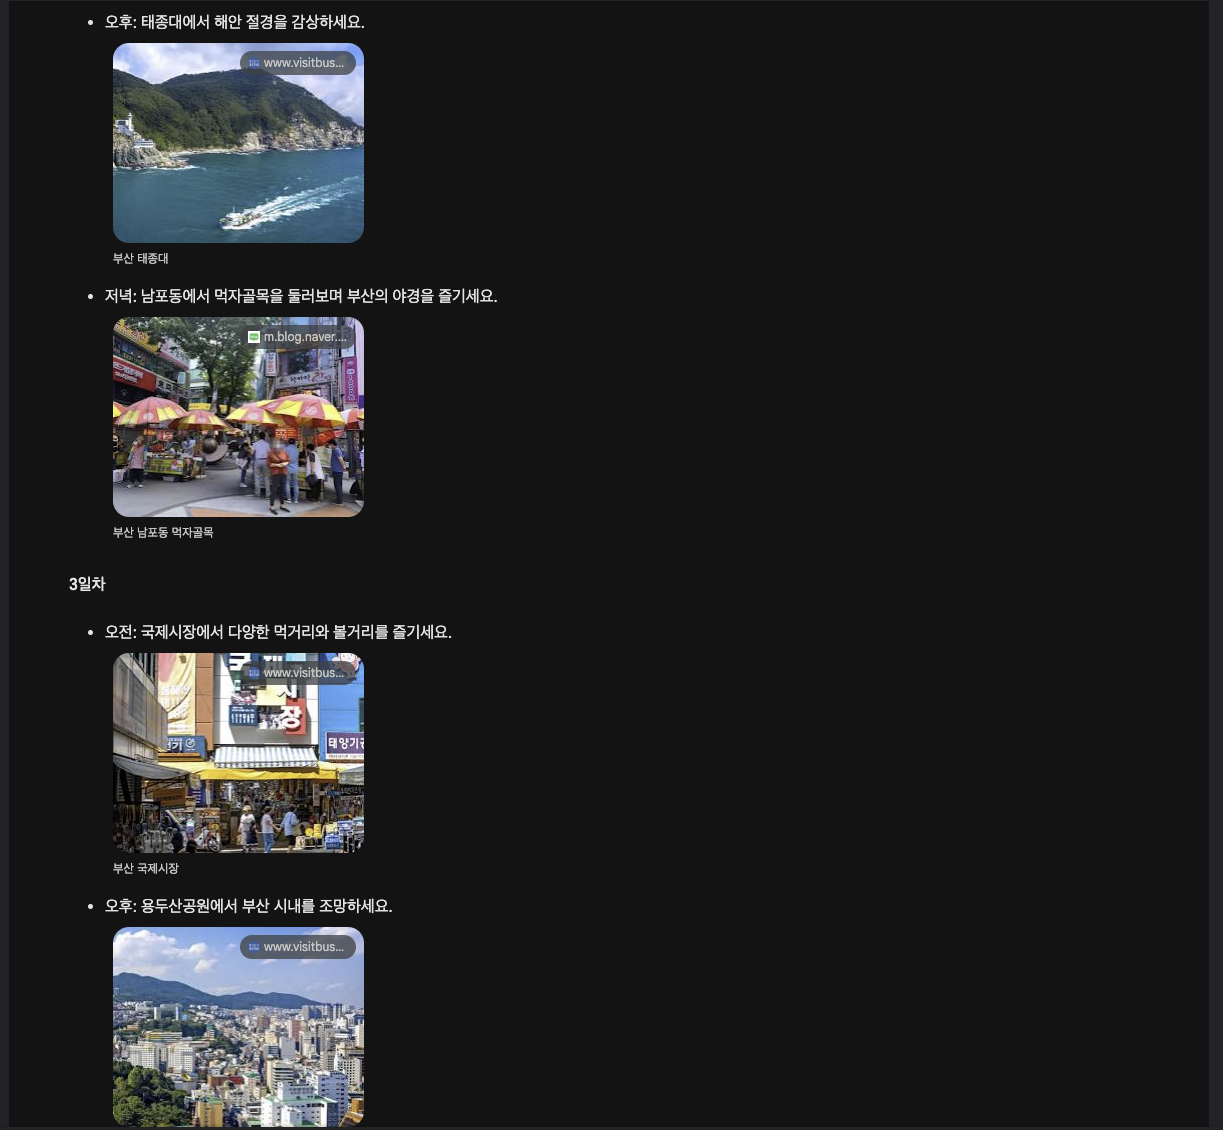 오후: 태종대에서 해안 절경을 감상하세요.
www.visitbus...
부산 태종대
저녁: 남포동에서 먹자골목을 둘러보며 부산의 야경을 즐기세요.
m.blog.naver....
부산 남포동 먹자골목
3일차
오전: 국제시장에서 다양한 먹거리와 볼거리를 즐기세요.
www.visitbus...
장
태양기
부산 국제시장
오후: 용두산공원에서 부산 시내를 조망하세요.
www.visitbus...